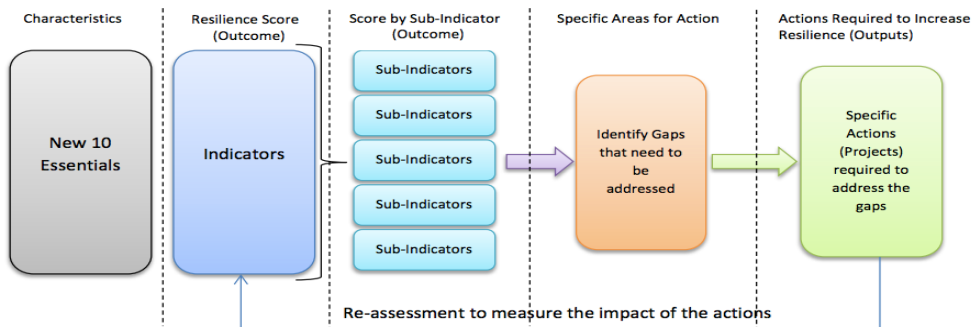 Characteristics
Resilience Score
(Outcome)
Score by Sub-Indicator
(Outcome)
Specific Areas for Action
Actions Required to Increase
Resilience (Outputs)
New 10
Essentials
Indicators
Sub-Indicators
Sub-Indicators
Sub-Indicators
Sub-Indicators
Sub-Indicators
Identify Gaps
that need to
be
addressed
Specific
Actions
(Projects)
required to
address the
gaps
Re-assessment to measure the impact of the actions